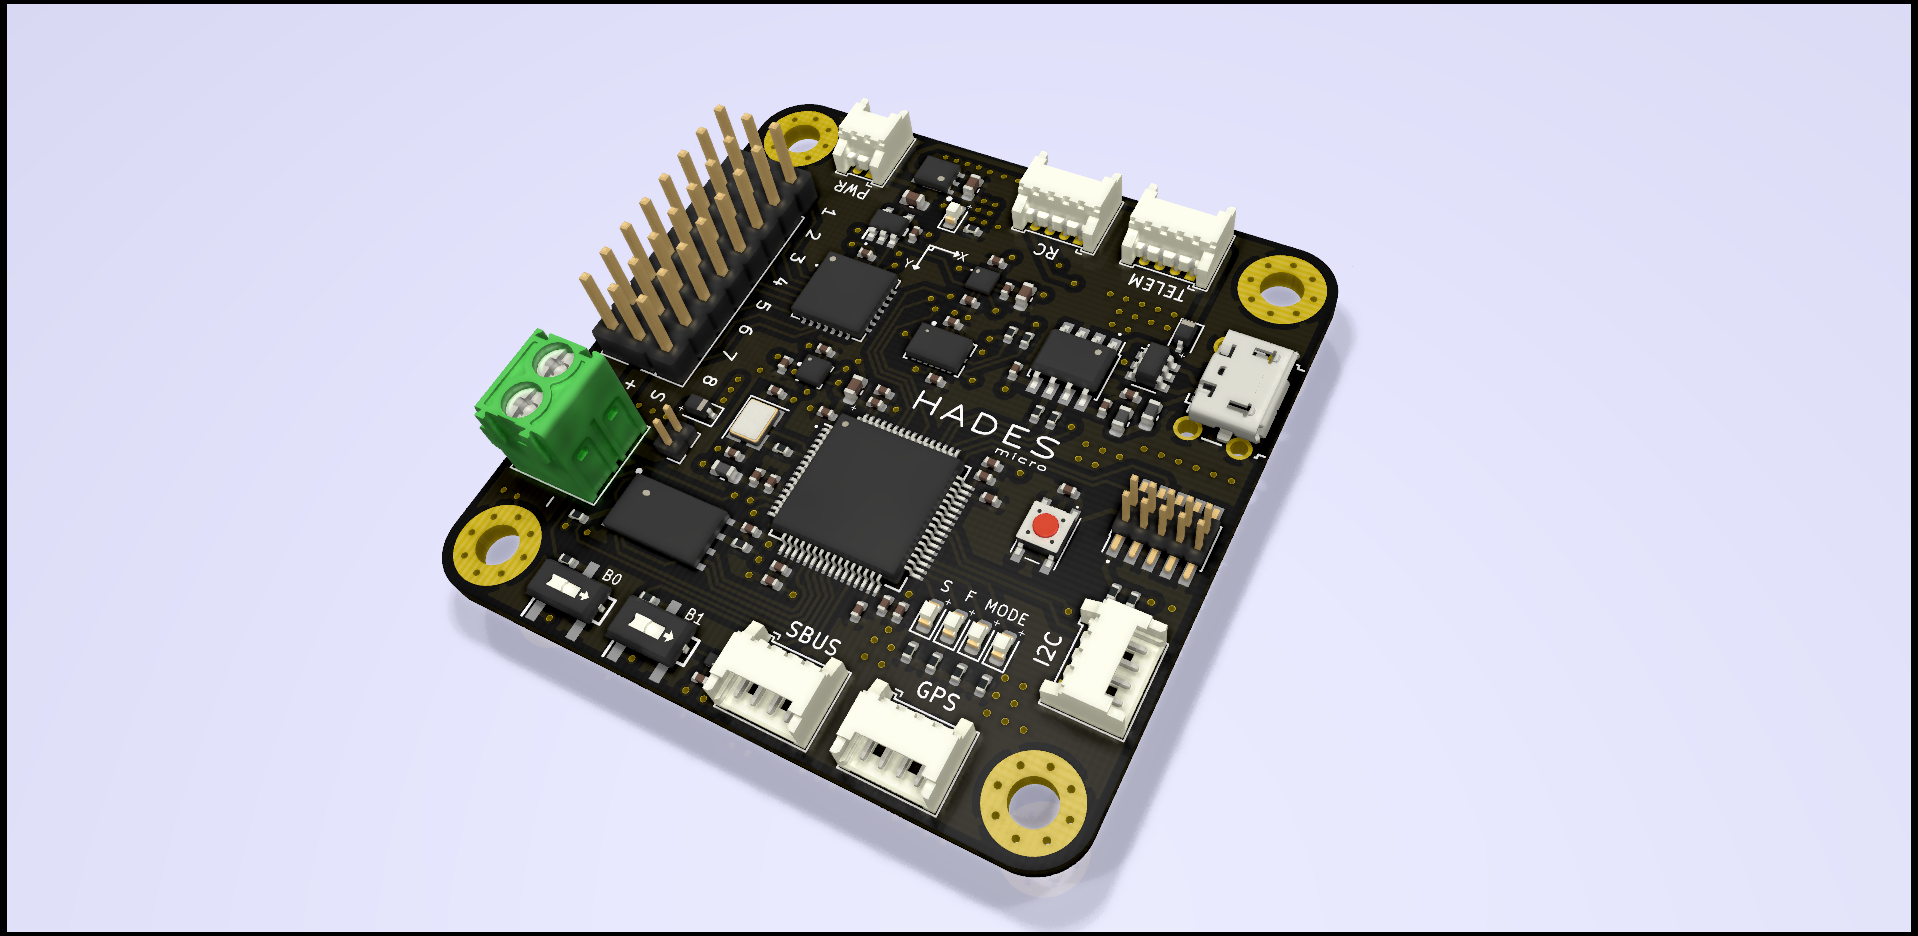 PWR
RC
TELEM
1
2
3
4
5
6
7
8
Y
X
+
S
-
HADES
micro
B0
B1
SBUS
GPS
S F MODE
+ + + +
I2C